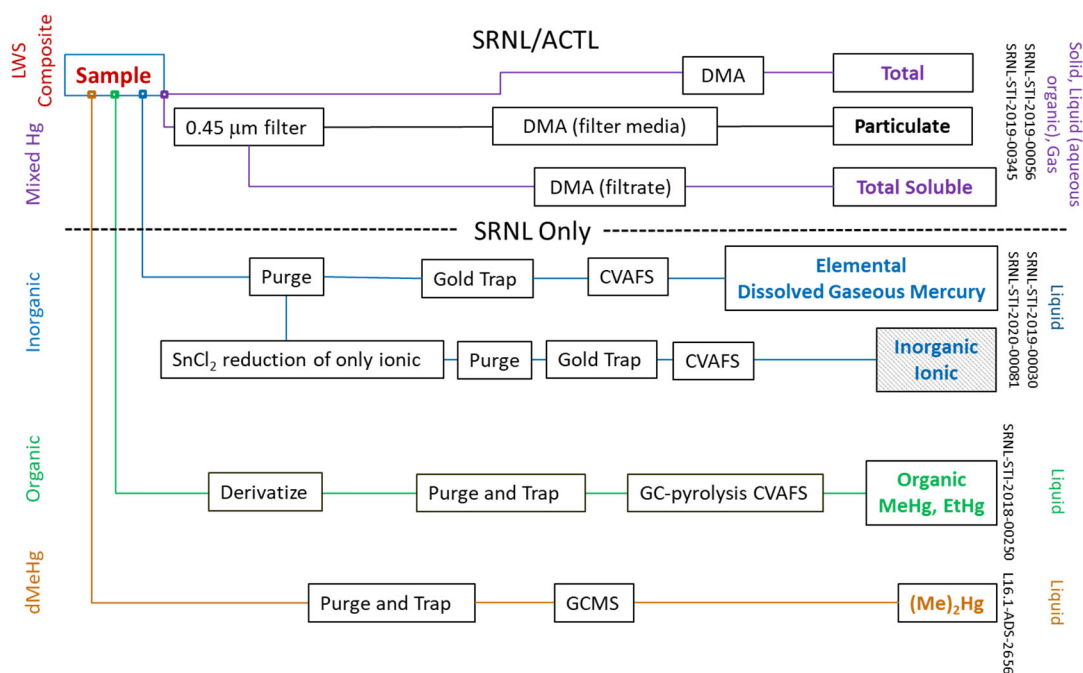 SRNL/ACTL
LWS
Composite
Sample
DMA
Total
0.45 μm filter
DMA (filter media)
Particulate
DMA (filtrate)
Total Soluble
Mixed Hg
Solid, Liquid (aqueous
organic), Gas
SRNL-STI-2019-00056
SRNL-STI-2019-00345
SRNL Only
Inorganic
Purge
Gold Trap
CVAFS
Elemental
Dissolved Gaseous Mercury
SnCl2 reduction of only ionic
Purge
Gold Trap
CVAFS
Inorganic
Ionic
SRNL-STI-2019-00030
SRNL-STI-2020-00081
Liquid
Organic
Derivatize
Purge and Trap
GC-pyrolysis CVAFS
Organic
MeHg, EtHg
SRNL-STI-2018-00250
Liquid
dMeHg
Purge and Trap
GCMS
(Me)2Hg
L16.1-ADS-2656
Liquid